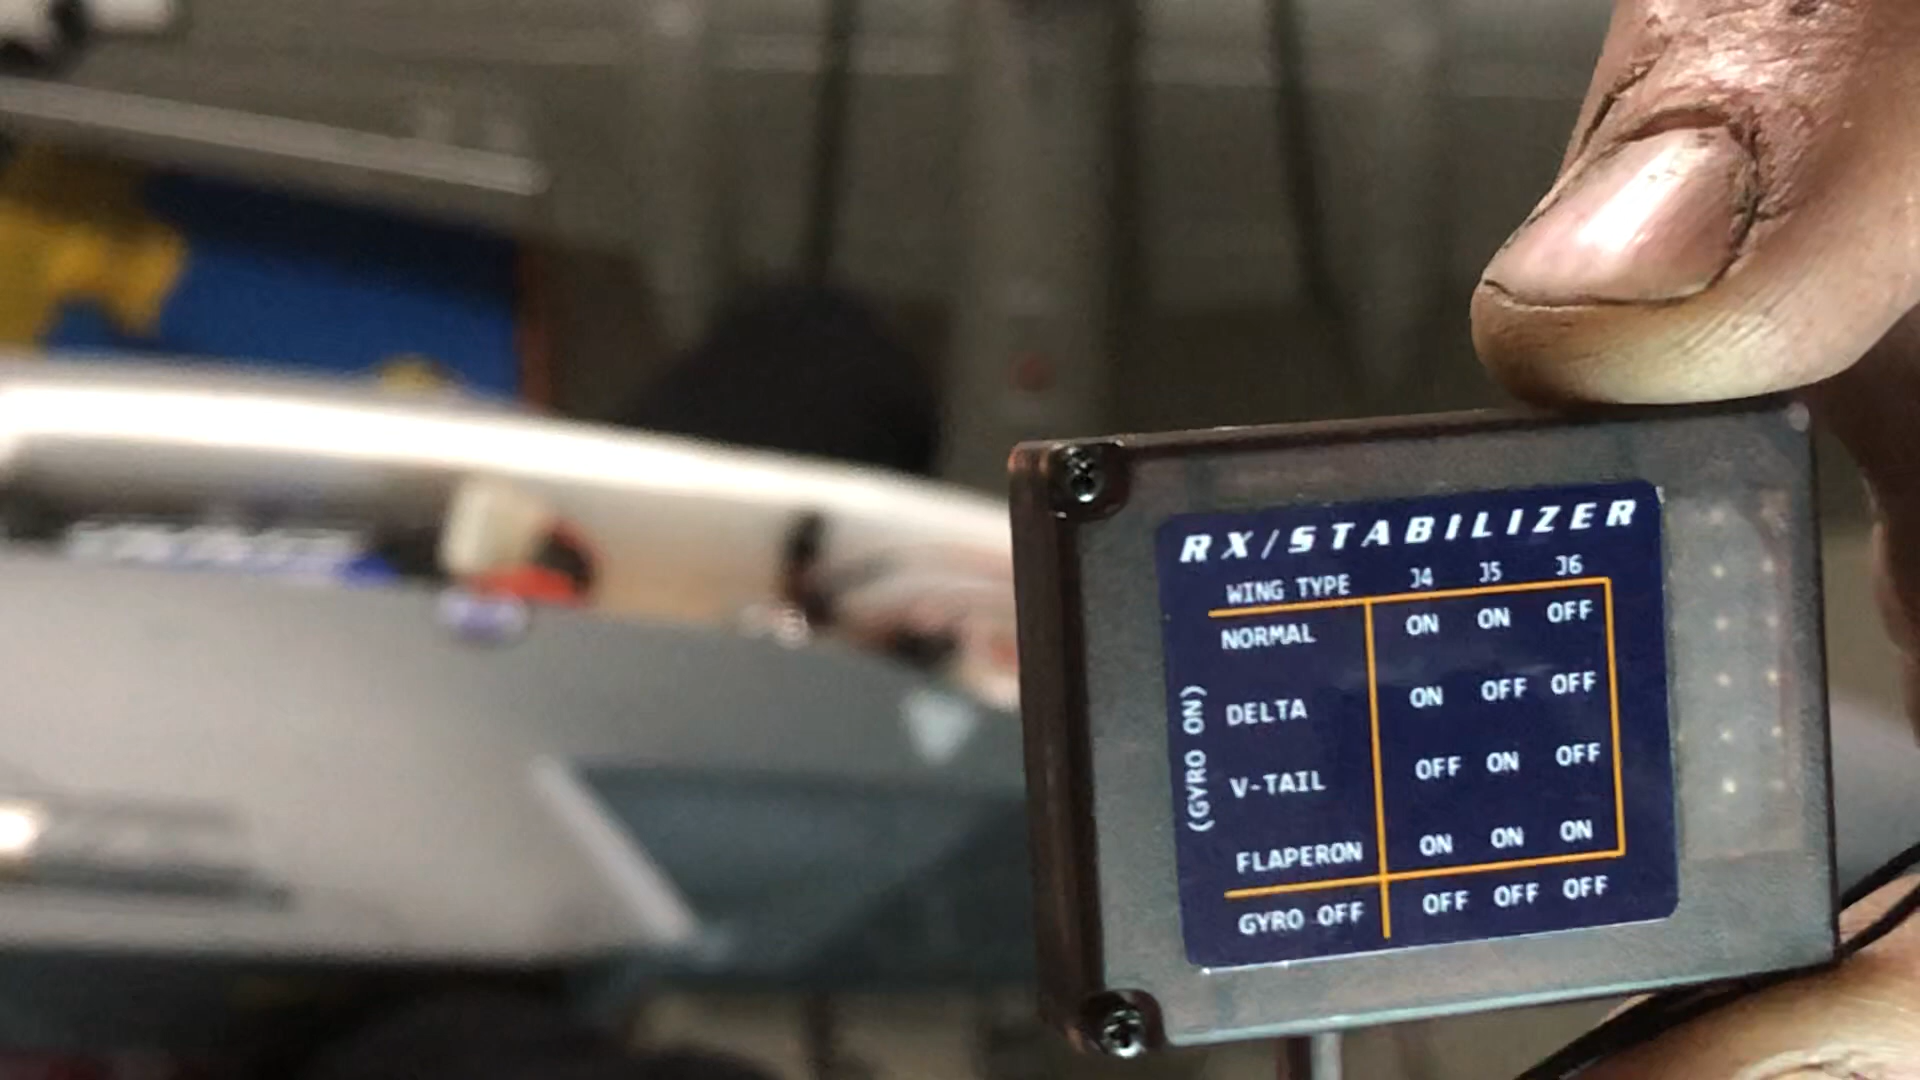 RX/STABILIZER
WING TYPE J4 J5 J6
NORMAL ON ON OFF
DELTA ON OFF OFF
V-TAIL OFF ON OFF
FLAPERON ON ON ON
(GYRO ON)
GYRO OFF OFF OFF OFF